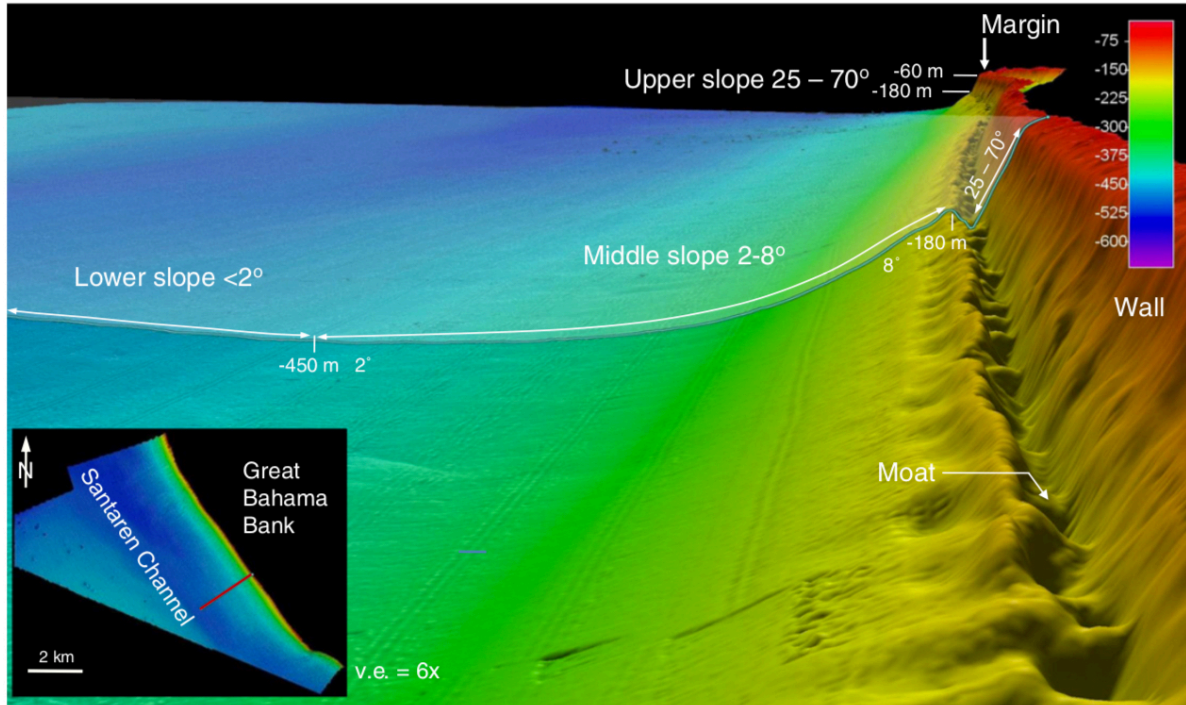 Margin
Upper slope 25 – 70º
-60 m
-180 m
-75
-150
-225
-300
-375
-450
-525
-600
25 – 70º
-180 m
Middle slope 2-8º
8˚
Lower slope <2º
-450 m 2˚
Wall
Moat
N
Santaren Channel
Great
Bahama
Bank
2 km
v.e. = 6x